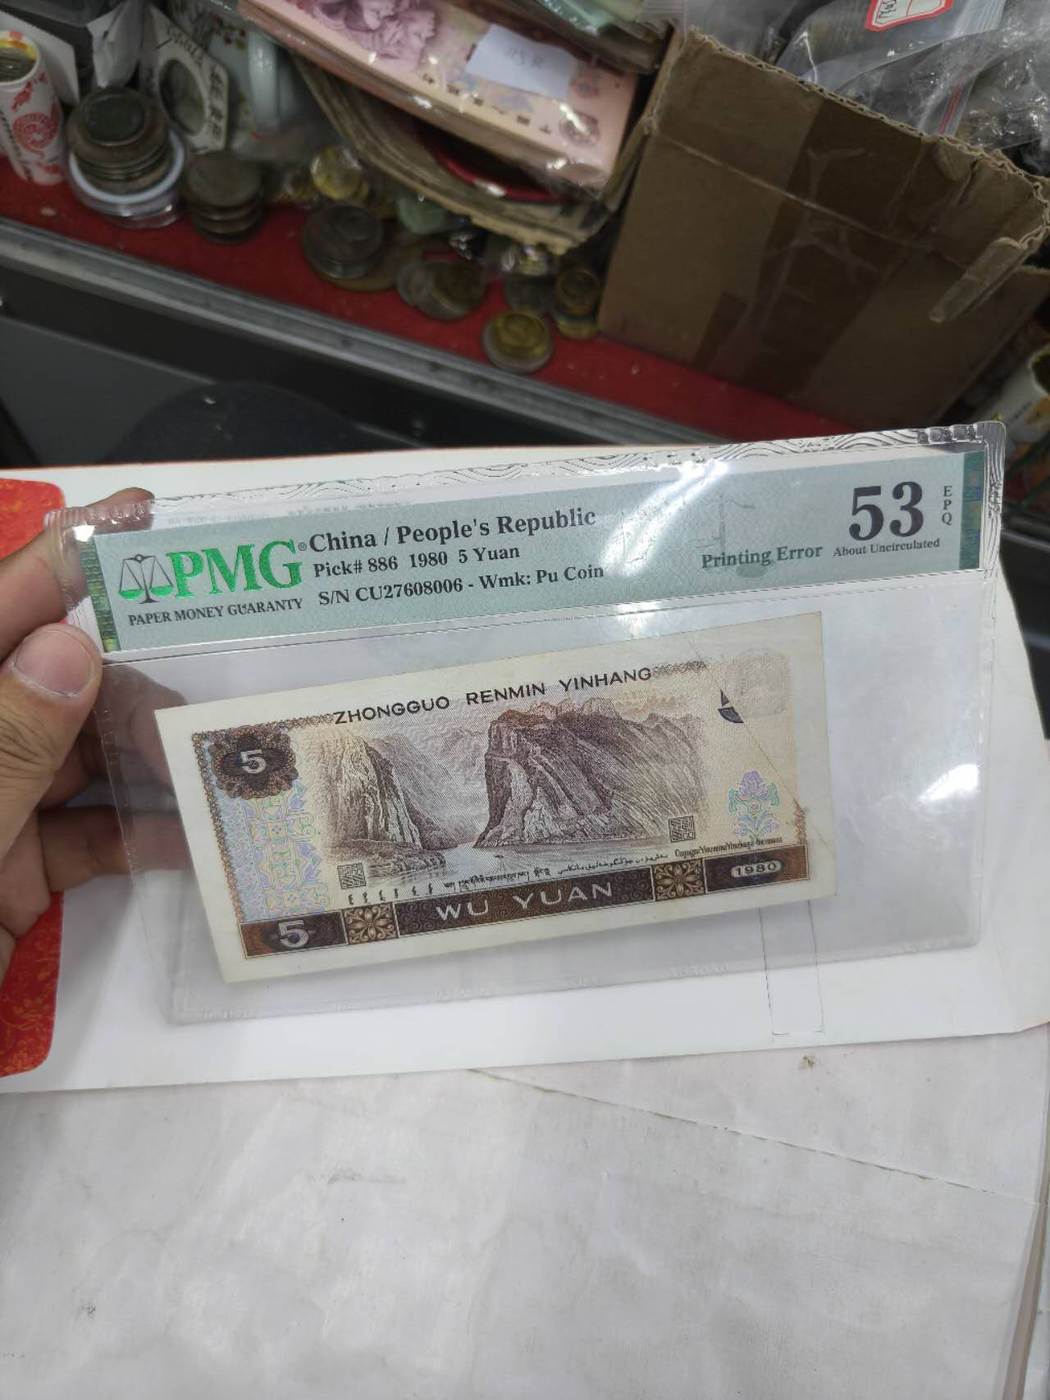 PMG®
PAPER MONEY GUARANTY
China / People's Republic
Pick# 886 1980 5 Yuan
S/N CU27608006 - Wmk: Pu Coin
Printing Error
53
About Uncirculated
EPQ
ZHONGGUO RENMIN YINHANG
5
5
WU YUAN
1980